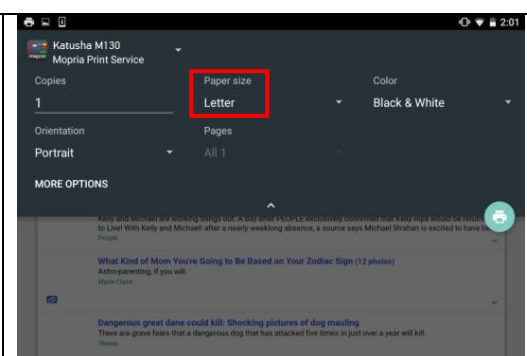 2:01
Katusha M130
mopria Mopria Print Service
Copies Paper size Color
1 Letter Black & White
Orientation Pages
Portrait All 1
MORE OPTIONS
Kelly and Michael are working things out. A day after PEOPLE exclusively confirmed that Kelly Ripa would be return
to Live! With Kelly and Michael! after a nearly weeklong absence, a source says Michael Strahan is excited to have he
People
What Kind of Mom You're Going to Be Based on Your Zodiac Sign (12 photos)
Astro-parenting, if you will.
Marie Claire
Dangerous great dane could kill: Shocking pictures of dog mauling
There are grave fears that a dangerous dog that has attacked five times in just over a year will kill.
7News